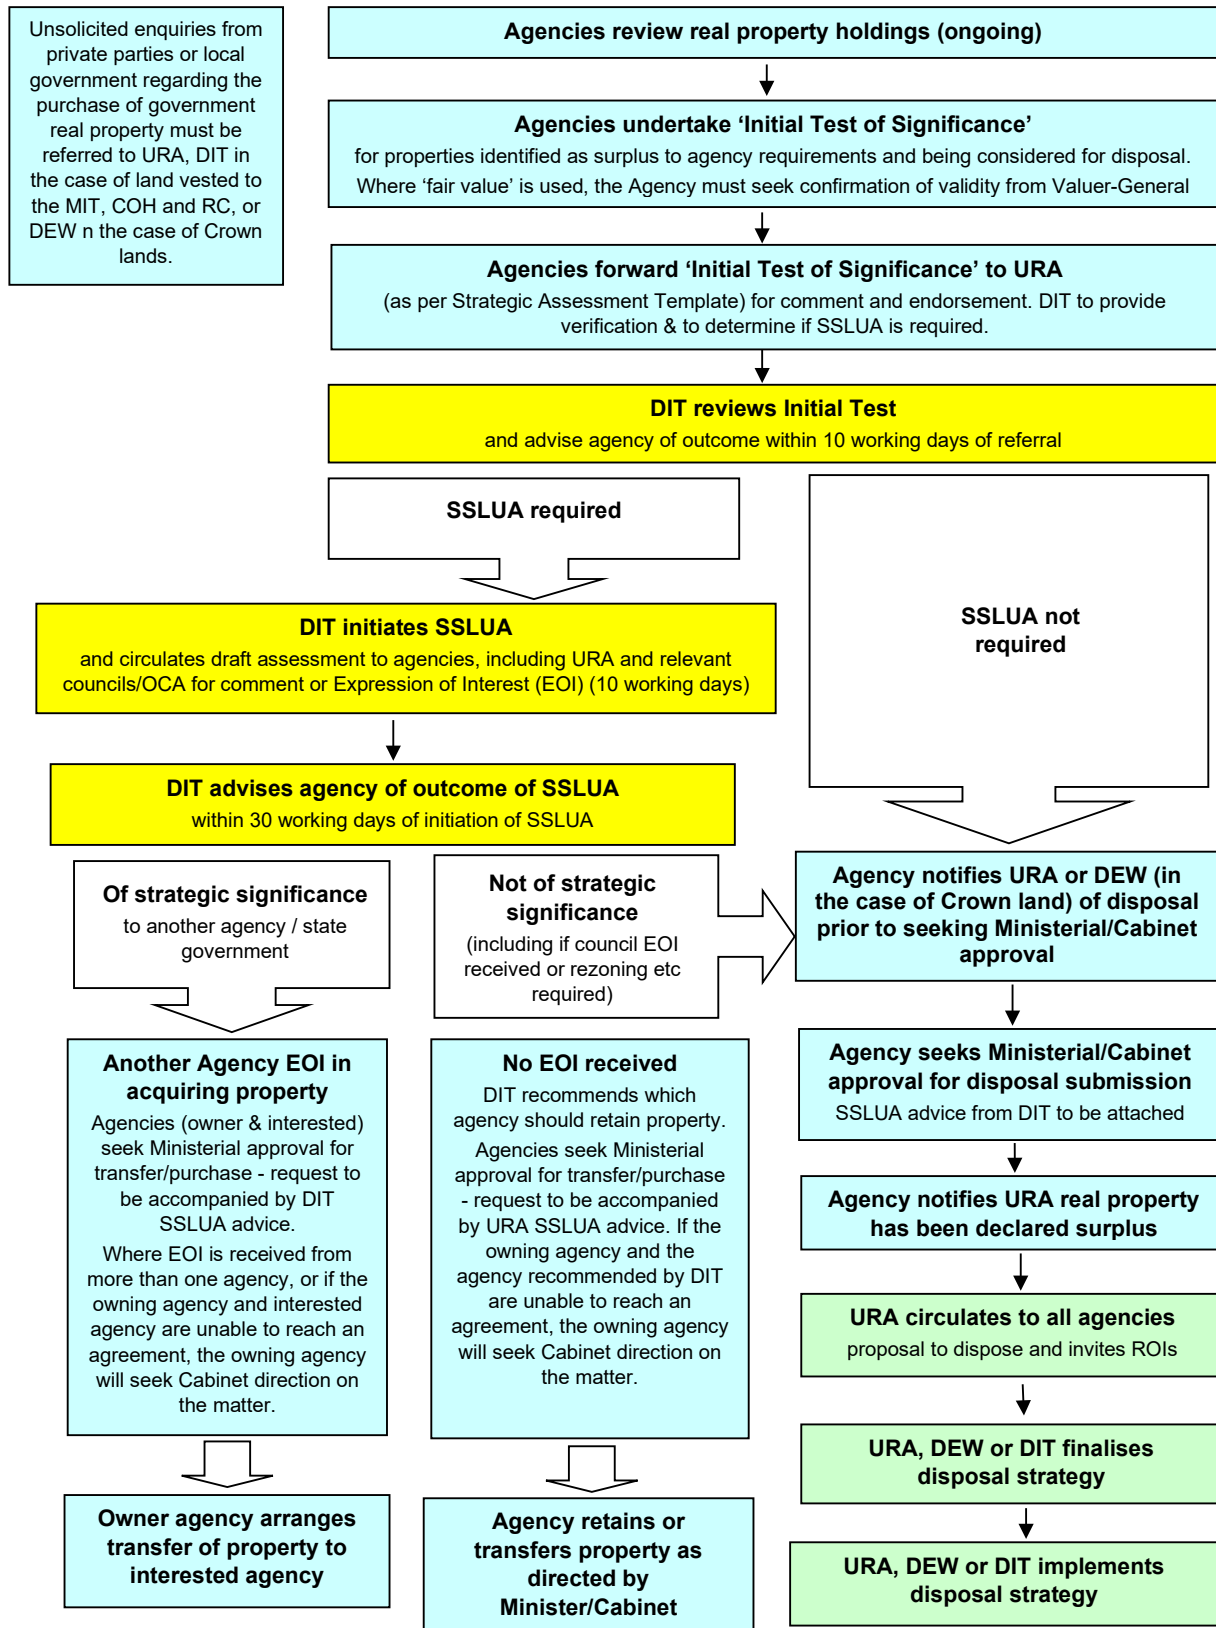 Unsolicited enquiries from
private parties or local
government regarding the
purchase of government
real property must be
referred to URA, DIT in
the case of land vested to
the MIT, COH and RC, or
DEW n the case of Crown
lands.
Agencies review real property holdings (ongoing)
Agencies undertake ‘Initial Test of Significance’
for properties identified as surplus to agency requirements and being considered for disposal.
Where ‘fair value’ is used, the Agency must seek confirmation of validity from Valuer-General
Agencies forward ‘Initial Test of Significance’ to URA
(as per Strategic Assessment Template) for comment and endorsement. DIT to provide
verification & to determine if SSLUA is required.
DIT reviews Initial Test
and advise agency of outcome within 10 working days of referral
SSLUA required
SSLUA not
required
DIT initiates SSLUA
and circulates draft assessment to agencies, including URA and relevant
councils/OCA for comment or Expression of Interest (EOI) (10 working days)
DIT advises agency of outcome of SSLUA
within 30 working days of initiation of SSLUA
Of strategic significance
to another agency / state
government
Not of strategic
significance
(including if council EOI
received or rezoning etc
required)
Agency notifies URA or DEW (in
the case of Crown land) of disposal
prior to seeking Ministerial/Cabinet
approval
Another Agency EOI in
acquiring property
Agencies (owner & interested)
seek Ministerial approval for
transfer/purchase - request to
be accompanied by DIT
SSLUA advice.
Where EOI is received from
more than one agency, or if the
owning agency and interested
agency are unable to reach an
agreement, the owning agency
will seek Cabinet direction on
the matter.
No EOI received
DIT recommends which
agency should retain property.
Agencies seek Ministerial
approval for transfer/purchase
- request to be accompanied
by URA SSLUA advice. If the
owning agency and the
agency recommended by DIT
are unable to reach an
agreement, the owning agency
will seek Cabinet direction on
the matter.
Agency seeks Ministerial/Cabinet
approval for disposal submission
SSLUA advice from DIT to be attached
Agency notifies URA real property
has been declared surplus
URA circulates to all agencies
proposal to dispose and invites ROIs
URA, DEW or DIT finalises
disposal strategy
URA, DEW or DIT implements
disposal strategy
Owner agency arranges
transfer of property to
interested agency
Agency retains or
transfers property as
directed by
Minister/Cabinet